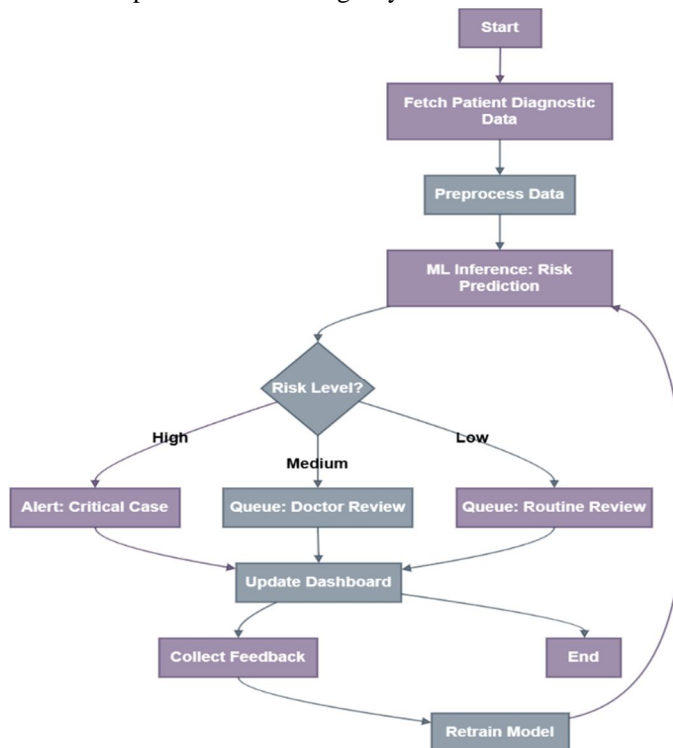 Start
Fetch Patient Diagnostic
Data
Preprocess Data
ML Inference: Risk
Prediction
Risk Level?
High
Medium
Low
Alert: Critical Case
Queue: Doctor Review
Queue: Routine Review
Update Dashboard
Collect Feedback
End
Retrain Model